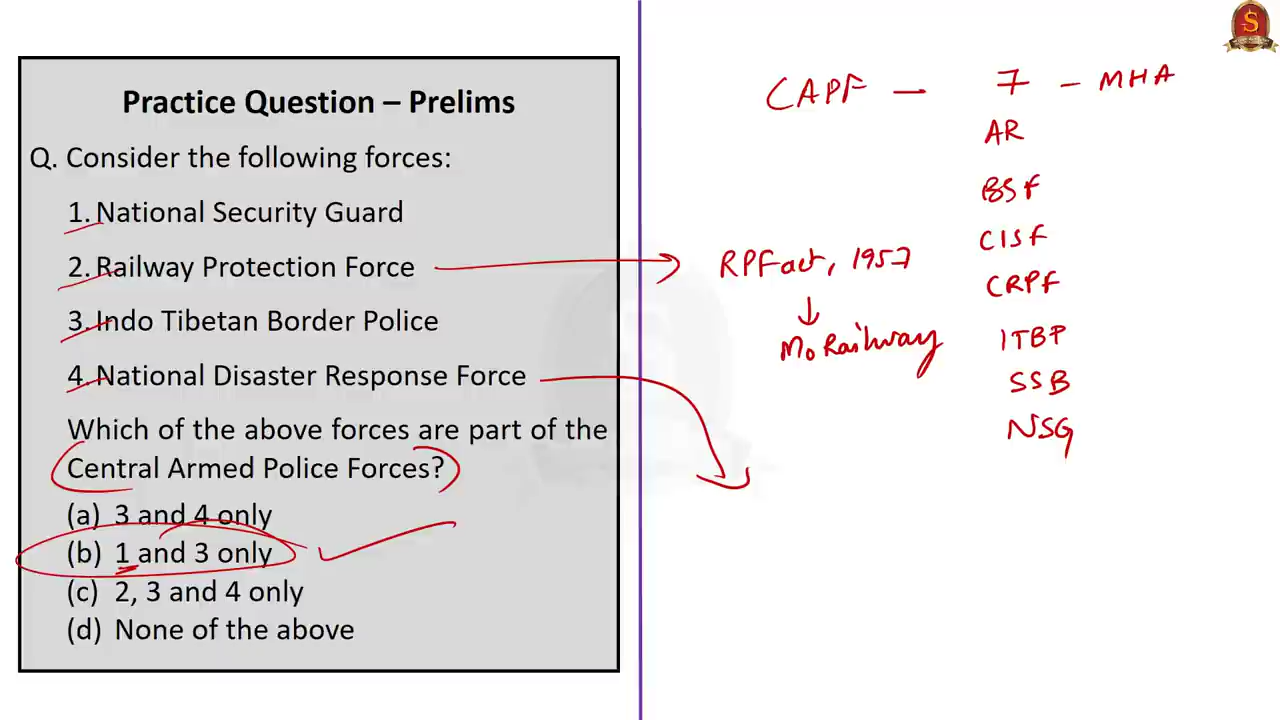 Practice Question – Prelims
Q. Consider the following forces:
1. National Security Guard
2. Railway Protection Force
3. Indo Tibetan Border Police
4. National Disaster Response Force
Which of the above forces are part of the
Central Armed Police Forces?
(a) 3 and 4 only
(b) 1 and 3 only
(c) 2, 3 and 4 only
(d) None of the above
CAPF – 7 – MHA
AR
BSF
CISF
CRPF
ITBP
SSB
NSG
RPF act, 1957
Mo Railway
S